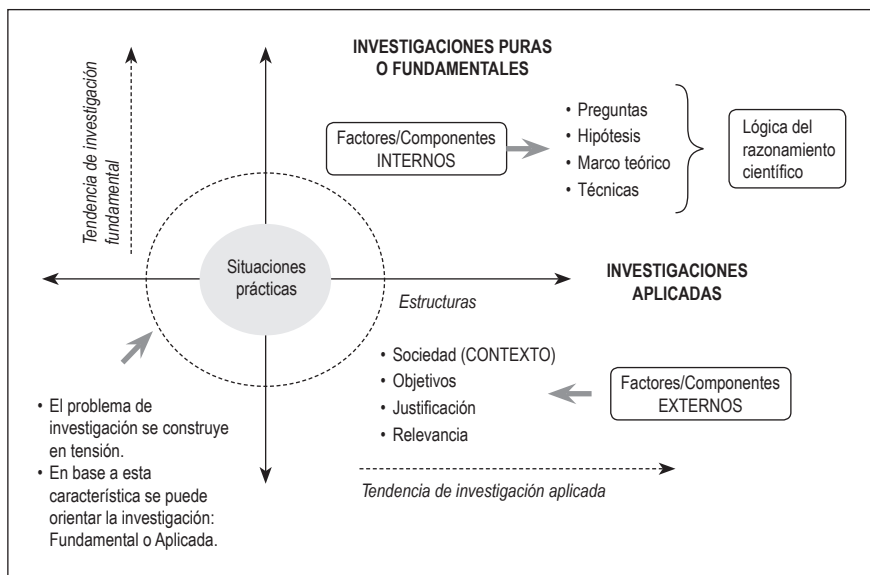 Tendencia de investigación
fundamental
INVESTIGACIONES PURAS
O FUNDAMENTALES
Factores/Componentes
INTERNOS
• Preguntas
• Hipótesis
• Marco teórico
• Técnicas
Lógica del
razonamiento
científico
Situaciones
prácticas
Estructuras
INVESTIGACIONES
APLICADAS
• Sociedad (CONTEXTO)
• Objetivos
• Justificación
• Relevancia
Factores/Componentes
EXTERNOS
• El problema de
investigación se construye
en tensión.
• En base a esta
característica se puede
orientar la investigación:
Fundamental o Aplicada.
Tendencia de investigación aplicada